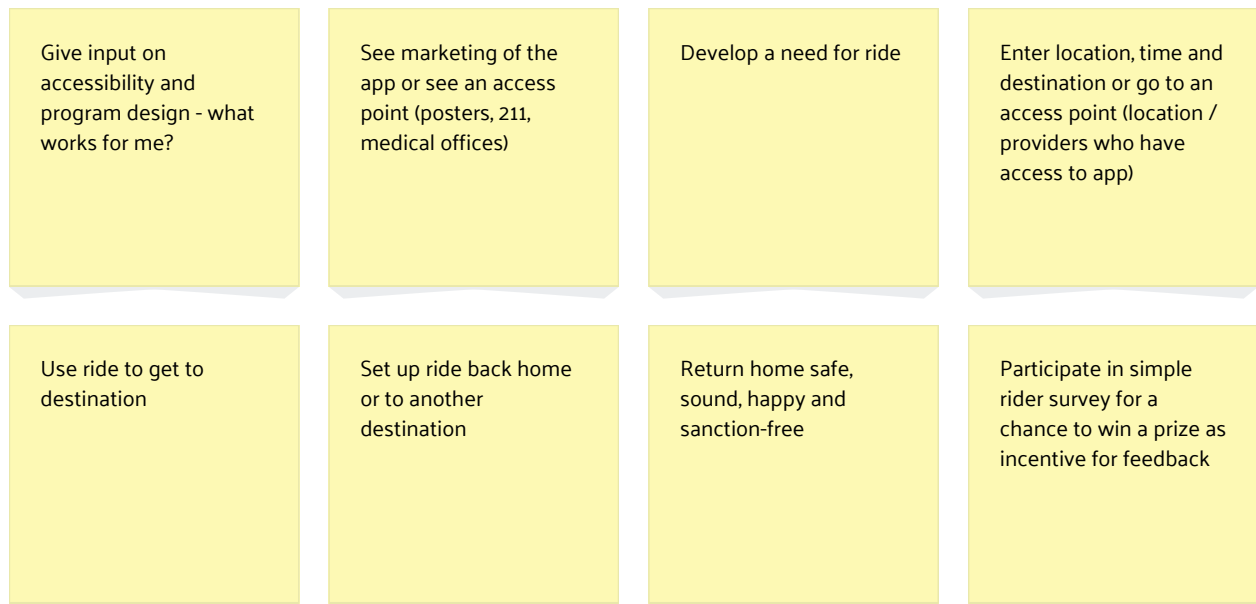 Give input on
accessibility and
program design - what
works for me?
See marketing of the
app or see an access
point (posters, 211,
medical offices)
Develop a need for ride
Enter location, time and
destination or go to an
access point (location /
providers who have
access to app)
Use ride to get to
destination
Set up ride back home
or to another
destination
Return home safe,
sound, happy and
sanction-free
Participate in simple
rider survey for a
chance to win a prize as
incentive for feedback